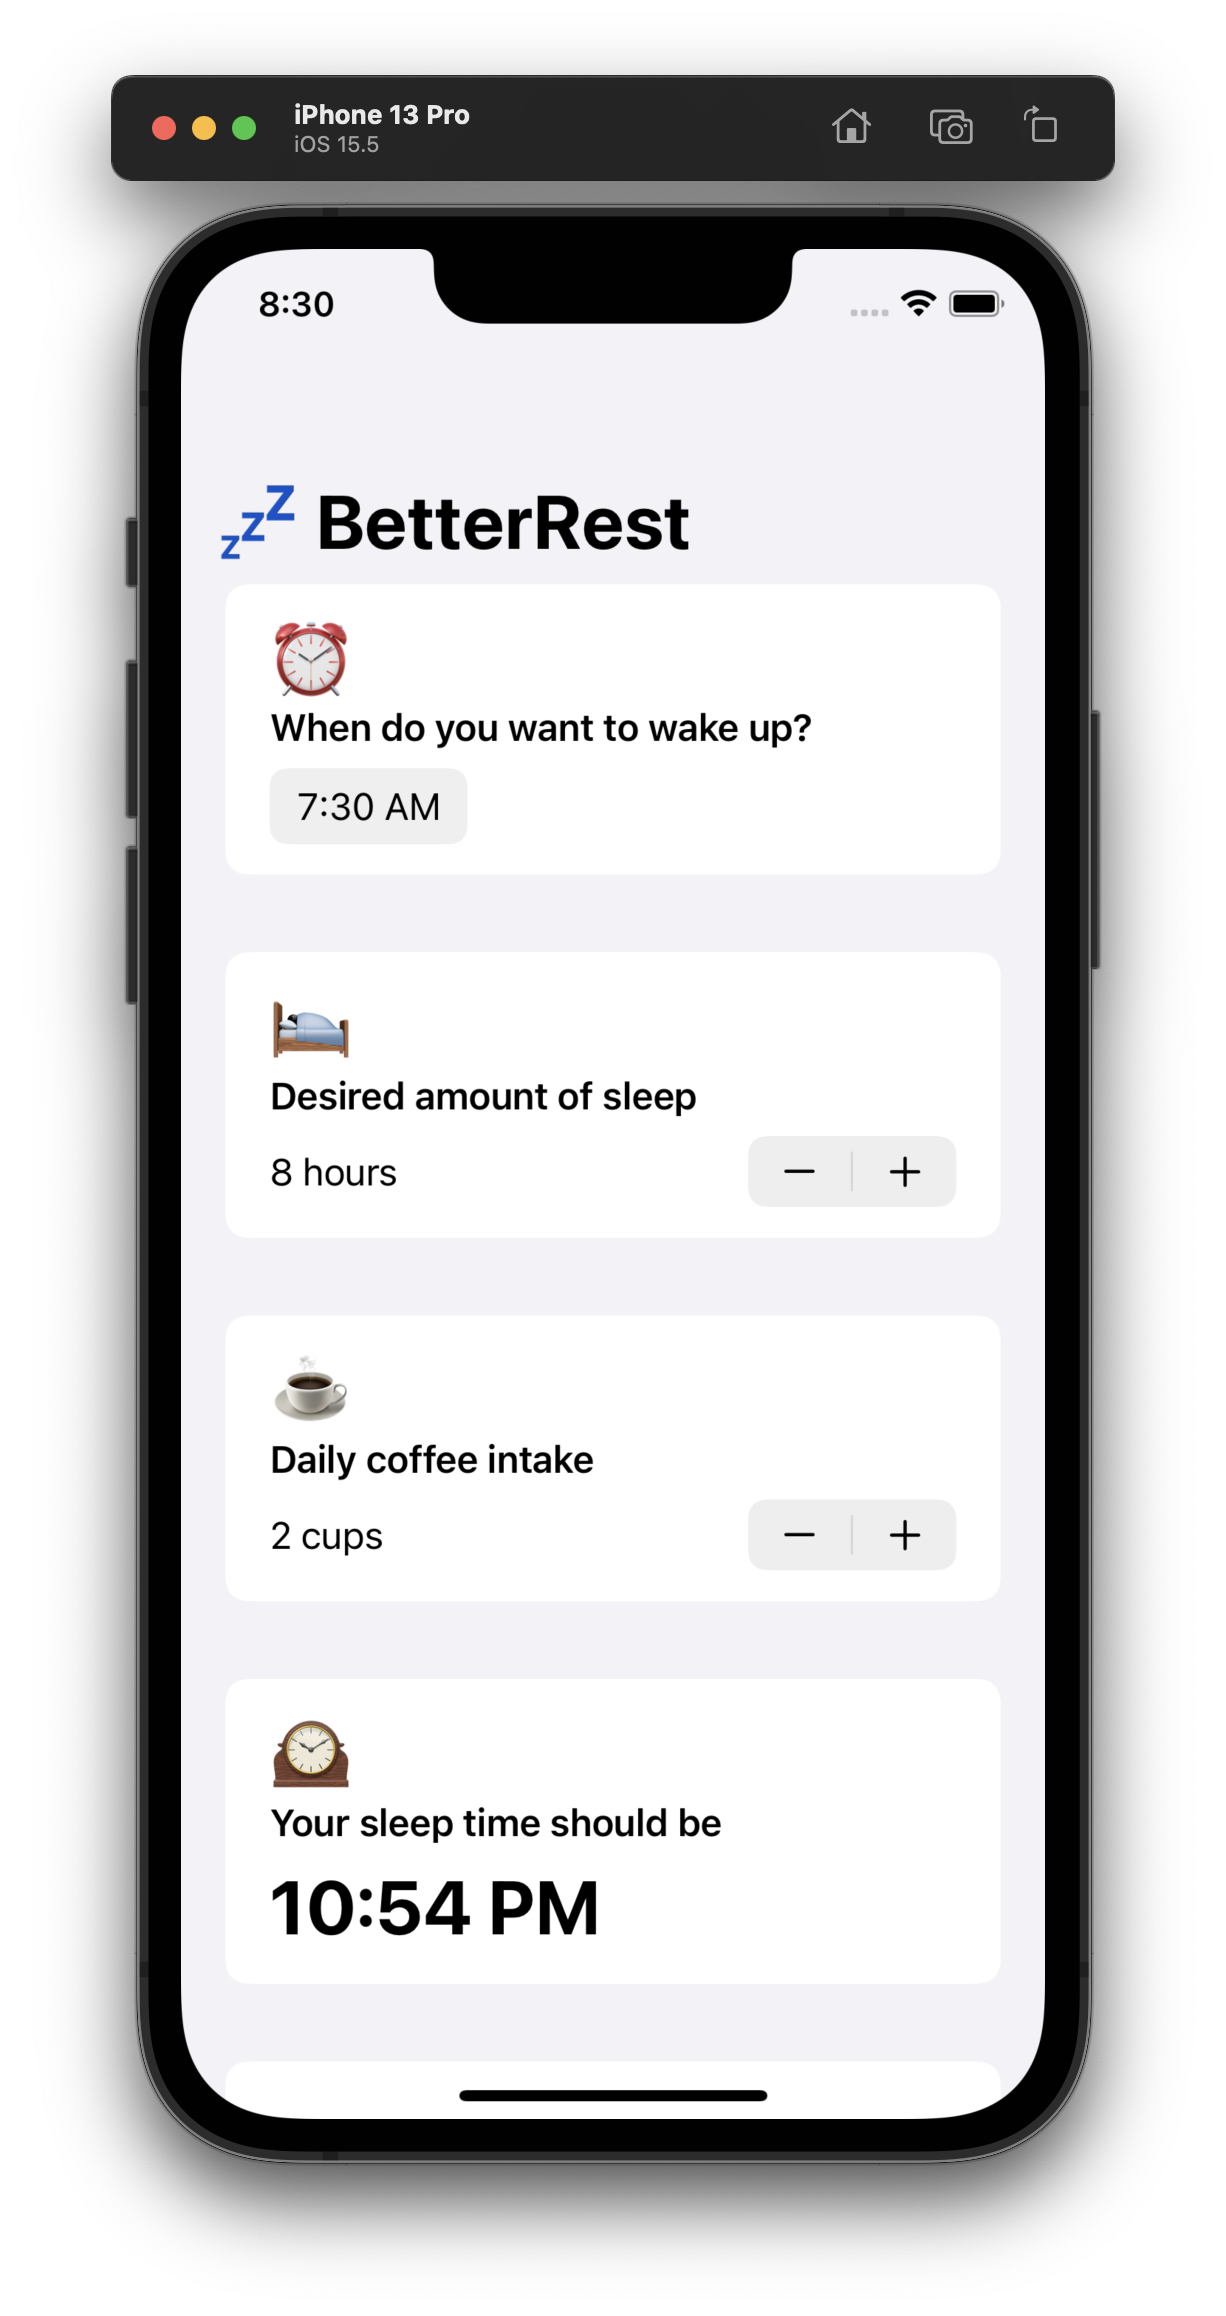 iPhone 13 Pro
iOS 15.5
8:30
💤 BetterRest
When do you want to wake up?
7:30 AM
Desired amount of sleep
8 hours
Daily coffee intake
2 cups
Your sleep time should be
10:54 PM